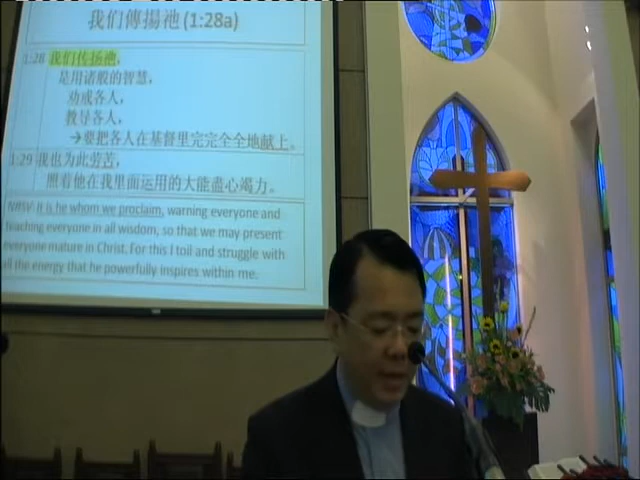 我们傳揚祂 (1:28a)
1:28 我们传扬祂,
是用诸般的智慧,
劝戒各人,
教导各人,
→要把各人在基督里完完全全地献上。
1:29 我也为此劳苦,
照着他在我里面运用的大能盡心竭力。
NRSV It is he whom we proclaim, warning everyone and
teaching everyone in all wisdom, so that we may present
everyone mature in Christ. For this I toil and struggle with
all the energy that he powerfully inspires within me.